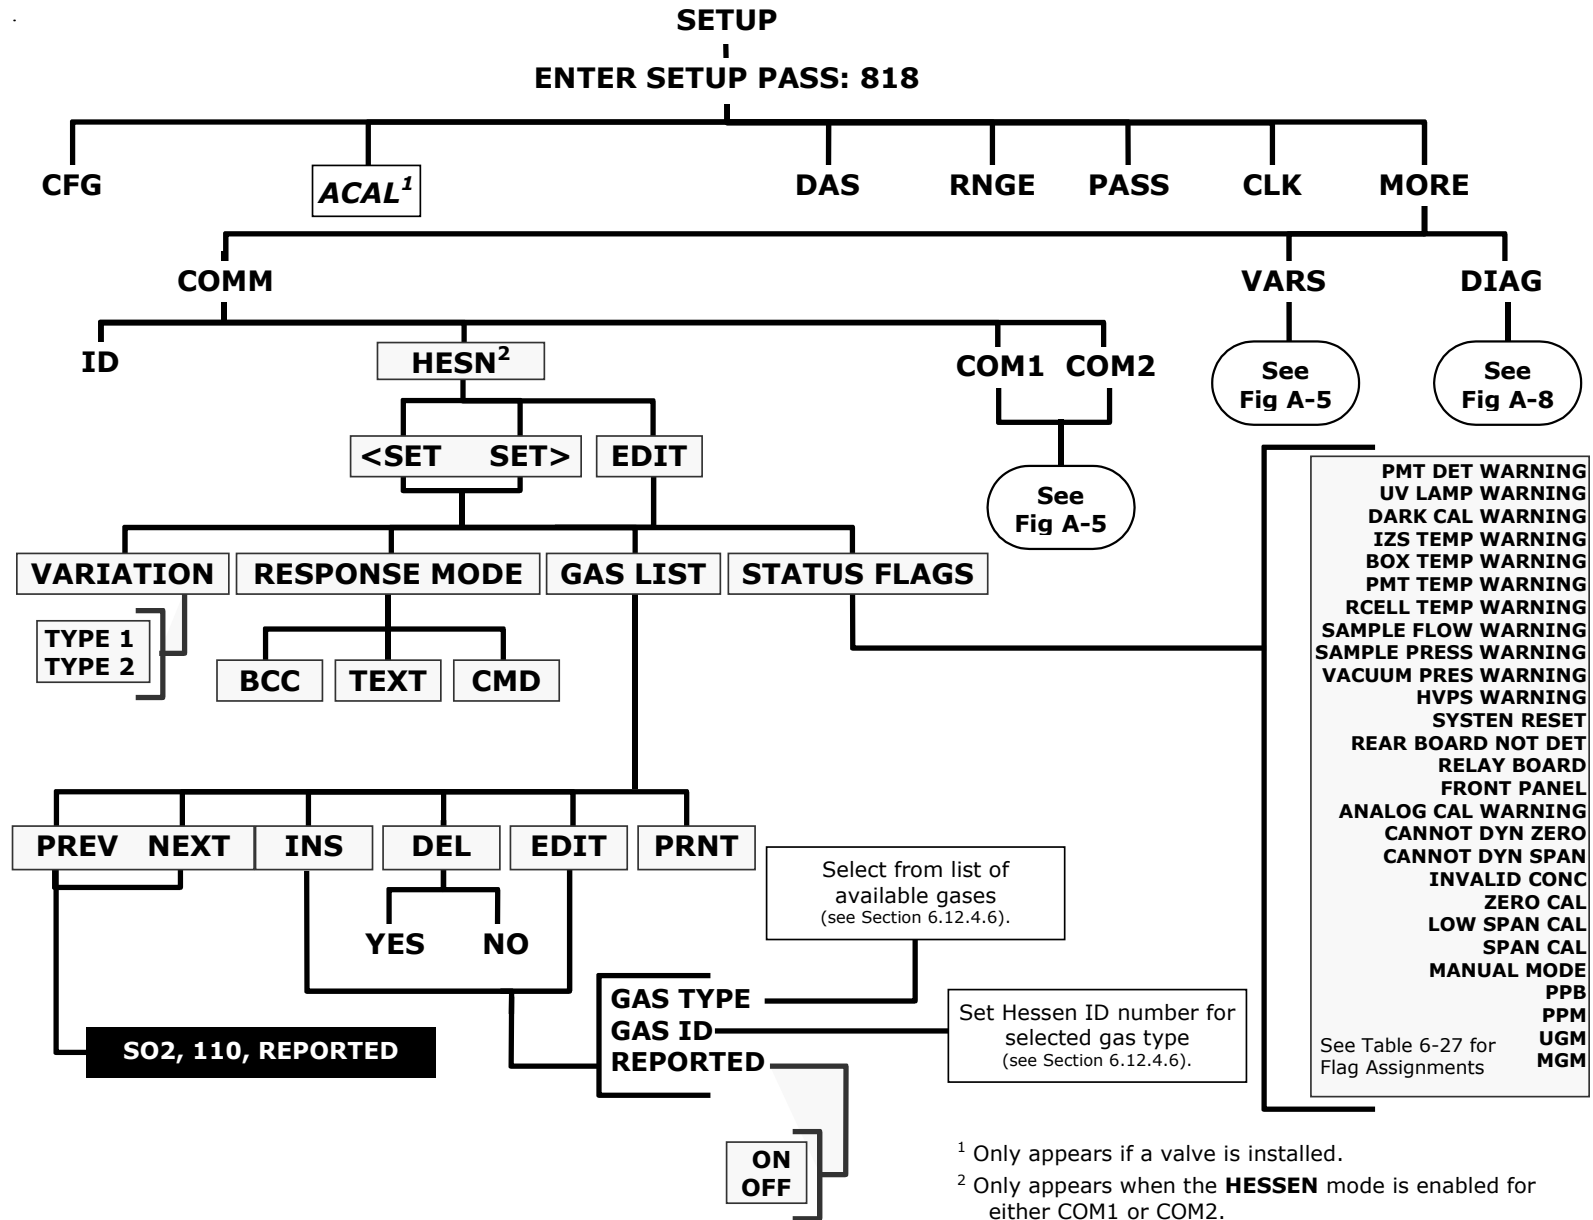 SETUP
ENTER SETUP PASS: 818
CFG
ACAL¹
DAS
RNGE
PASS
CLK
MORE
COMM
VARS
DIAG
ID
HESN²
COM1
COM2
See
Fig A-5
See
Fig A-8
<SET SET>
EDIT
See
Fig A-5
VARIATION
RESPONSE MODE
GAS LIST
STATUS FLAGS
TYPE 1
TYPE 2
BCC
TEXT
CMD
PMT DET WARNING
UV LAMP WARNING
DARK CAL WARNING
IZS TEMP WARNING
BOX TEMP WARNING
PMT TEMP WARNING
RCELL TEMP WARNING
SAMPLE FLOW WARNING
SAMPLE PRESS WARNING
VACUUM PRES WARNING
HVPS WARNING
SYSTEN RESET
REAR BOARD NOT DET
RELAY BOARD
FRONT PANEL
ANALOG CAL WARNING
CANNOT DYN ZERO
CANNOT DYN SPAN
INVALID CONC
ZERO CAL
LOW SPAN CAL
SPAN CAL
MANUAL MODE
PPB
PPM
UGM
MGM
See Table 6-27 for
Flag Assignments
PREV NEXT
INS
DEL
EDIT
PRNT
YES
NO
Select from list of
available gases
(see Section 6.12.4.6).
GAS TYPE
GAS ID
REPORTED
Set Hessen ID number for
selected gas type
(see Section 6.12.4.6).
SO2, 110, REPORTED
ON
OFF
¹ Only appears if a valve is installed.
² Only appears when the HESSEN mode is enabled for
either COM1 or COM2.